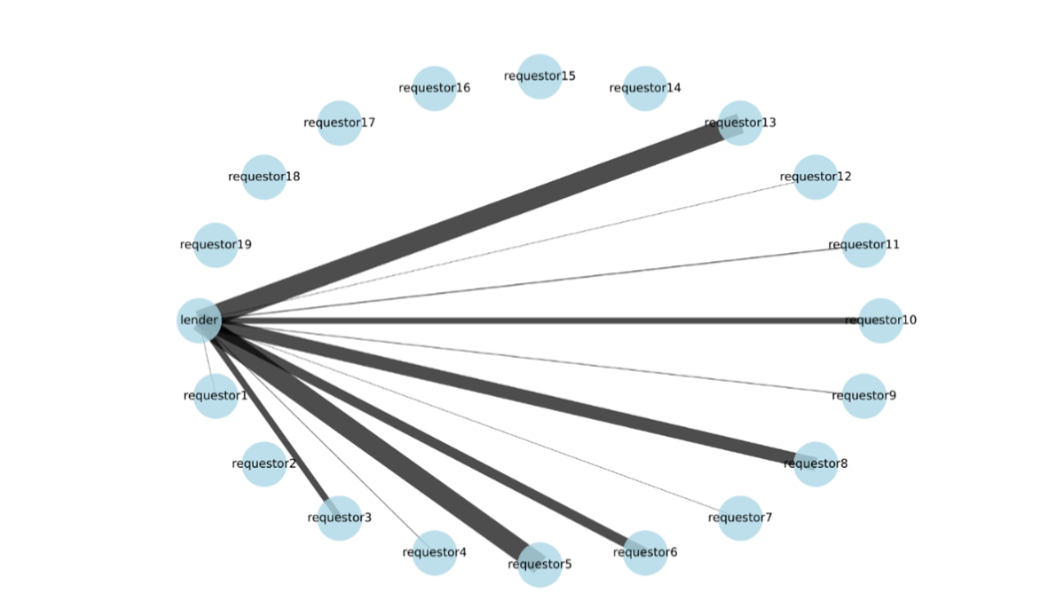 requestor15
requestor16
requestor14
requestor17
requestor13
requestor18
requestor12
requestor19
requestor11
lender
requestor10
requestor1
requestor9
requestor2
requestor8
requestor3
requestor7
requestor4
requestor6
requestor5